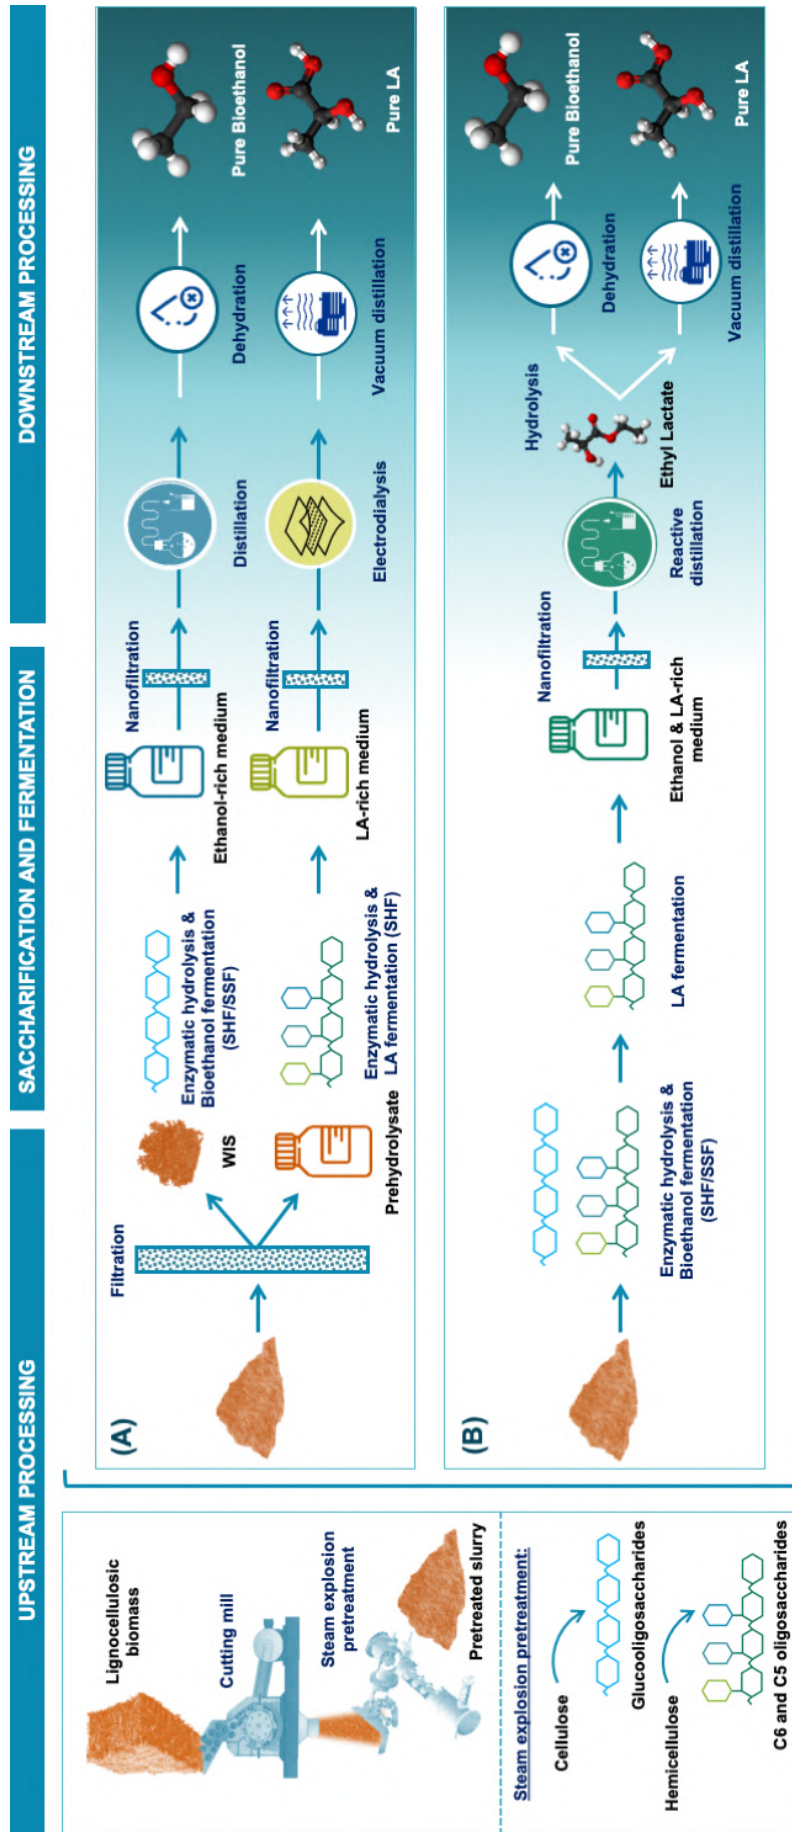 UPSTREAM PROCESSING
SACCHARIFICATION AND FERMENTATION
DOWNSTREAM PROCESSING
Lignocellulosic
biomass
Cutting mill
Steam explosion
pretreatment
Pretreated slurry
Steam explosion pretreatment:
Cellulose
Glucooligosaccharides
Hemicellulose
C6 and C5 oligosaccharides
(A)
Filtration
WIS
Prehydrolysate
Enzymatic hydrolysis &
Bioethanol fermentation
(SHF/SSF)
Enzymatic hydrolysis &
LA fermentation (SHF)
Ethanol-rich medium
LA-rich medium
Nanofiltration
Nanofiltration
Distillation
Electrodialysis
Dehydration
Vacuum distillation
Pure Bioethanol
Pure LA
(B)
Enzymatic hydrolysis &
Bioethanol fermentation
(SHF/SSF)
LA fermentation
Ethanol & LA-rich
medium
Nanofiltration
Reactive
distillation
Ethyl Lactate
Hydrolysis
Dehydration
Vacuum distillation
Pure Bioethanol
Pure LA